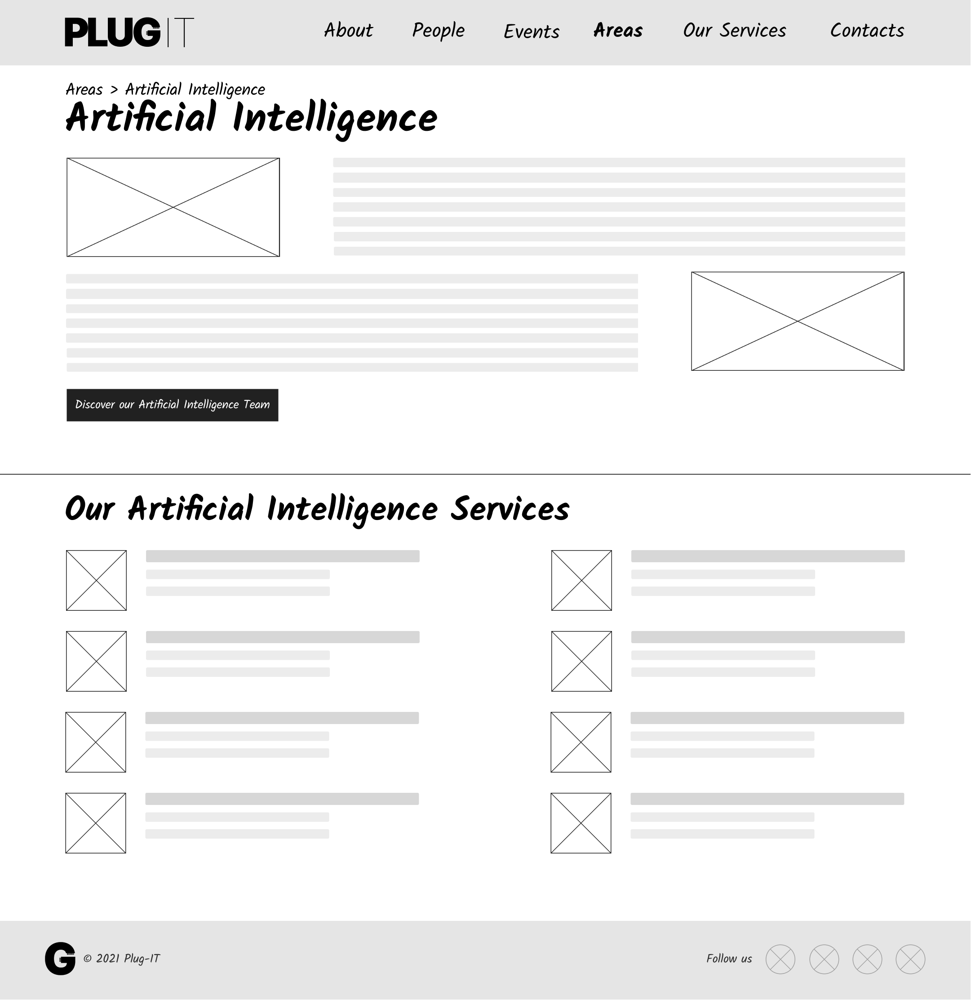 PLUG IT
About People Events Areas Our Services Contacts
Areas > Artificial Intelligence
Artificial Intelligence
Discover our Artificial Intelligence Team
Our Artificial Intelligence Services
G © 2021 Plug-IT
Follow us